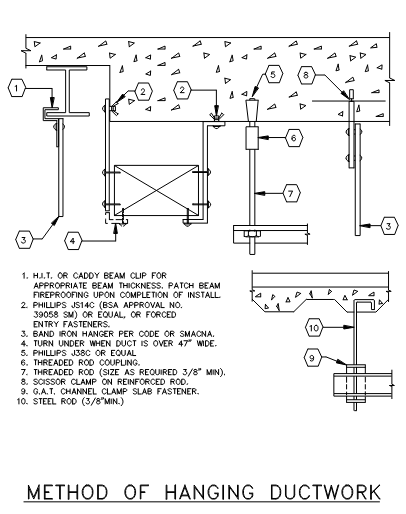 1
2
2
5
8
6
7
3
4
3
10
9
1. H.I.T. OR CADDY BEAM CLIP FOR
APPROPRIATE BEAM THICKNESS. PATCH BEAM
FIREPROOFING UPON COMPLETION OF INSTALL.
2. PHILLIPS JS14C (BSA APPROVAL NO.
39058 SM) OR EQUAL, OR FORCED
ENTRY FASTENERS.
3. BAND IRON HANGER PER CODE OR SMACNA.
4. TURN UNDER WHEN DUCT IS OVER 47" WIDE.
5. PHILLIPS J38C OR EQUAL
6. THREADED ROD COUPLING.
7. THREADED ROD (SIZE AS REQUIRED 3/8" MIN).
8. SCISSOR CLAMP ON REINFORCED ROD.
9. G.A.T. CHANNEL CLAMP SLAB FASTENER.
10. STEEL ROD (3/8"MIN.)
METHOD OF HANGING DUCTWORK